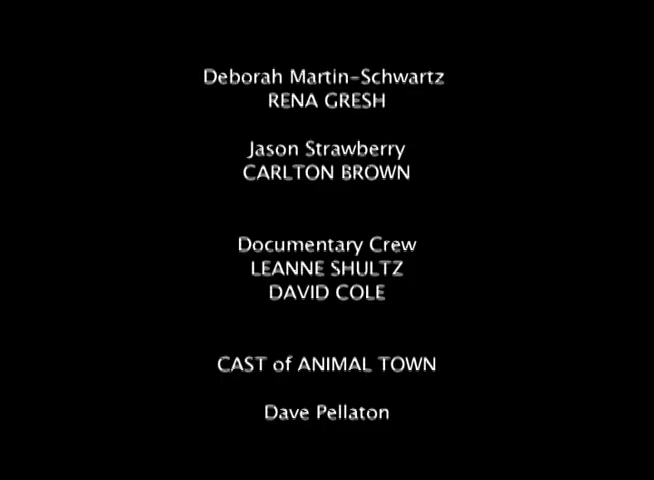 Deborah Martin-Schwartz
RENA GRESH
Jason Strawberry
CARLTON BROWN
Documentary Crew
LEANNE SHULTZ
DAVID COLE
CAST of ANIMAL TOWN
Dave Pellaton